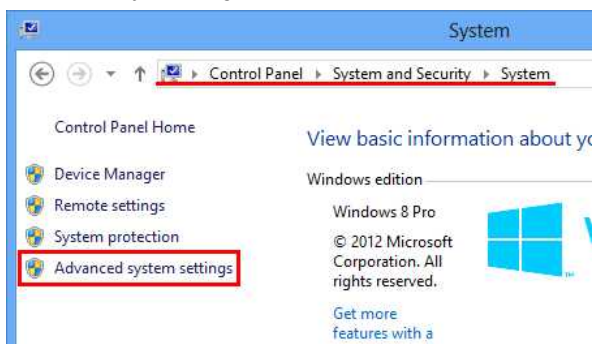 System
Control Panel ▸ System and Security ▸ System
Control Panel Home
Device Manager
Remote settings
System protection
Advanced system settings
View basic information about
Windows edition
Windows 8 Pro
© 2012 Microsoft
Corporation. All
rights reserved.
Get more
features with a